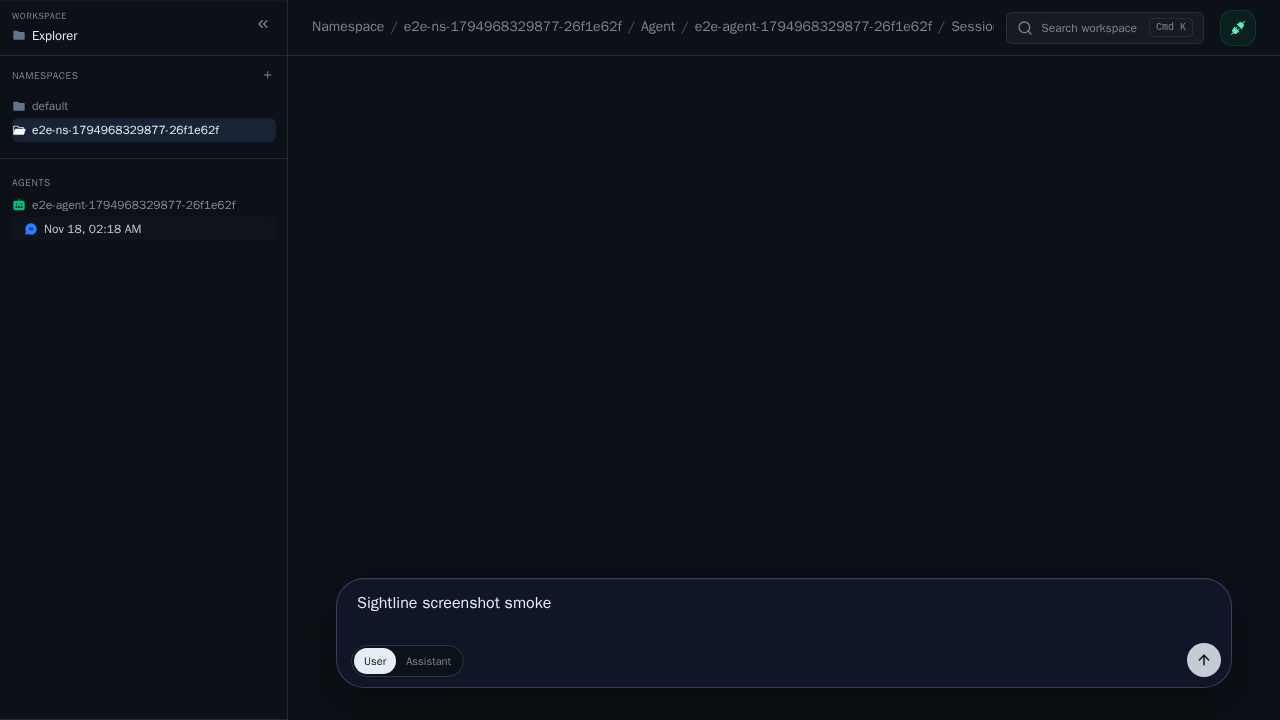 WORKSPACE
Explorer
NAMESPACES
default
e2e-ns-1794968329877-26f1e62f
AGENTS
e2e-agent-1794968329877-26f1e62f
Nov 18, 02:18 AM
Namespace / e2e-ns-1794968329877-26f1e62f / Agent / e2e-agent-1794968329877-26f1e62f / Sessio
Search workspace Cmd K
Sightline screenshot smoke
User Assistant